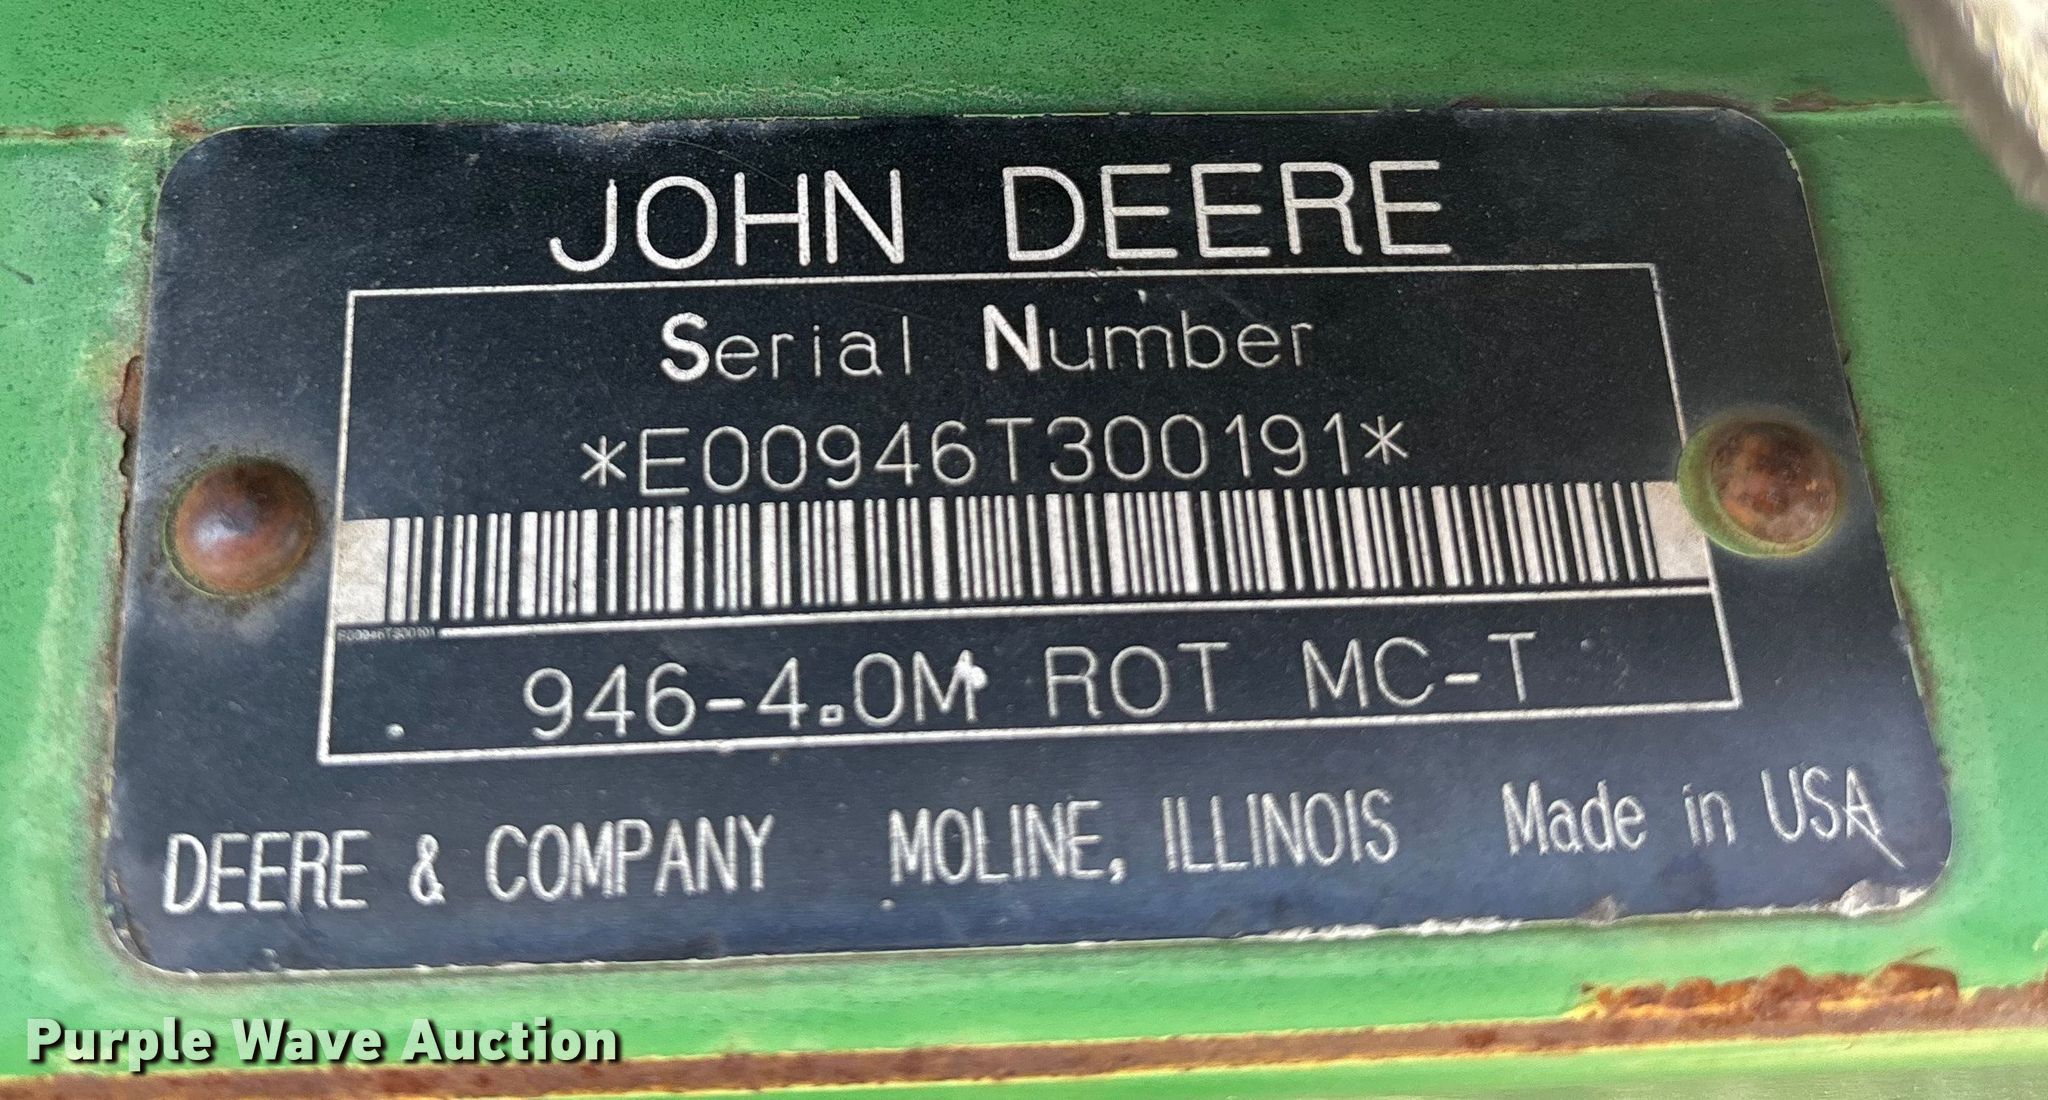 JOHN DEERE
Serial Number
*E00946T300191*
E00946T300191
946-4.0M ROT MC-T
DEERE & COMPANY MOLINE, ILLINOIS Made in USA
Purple Wave Auction